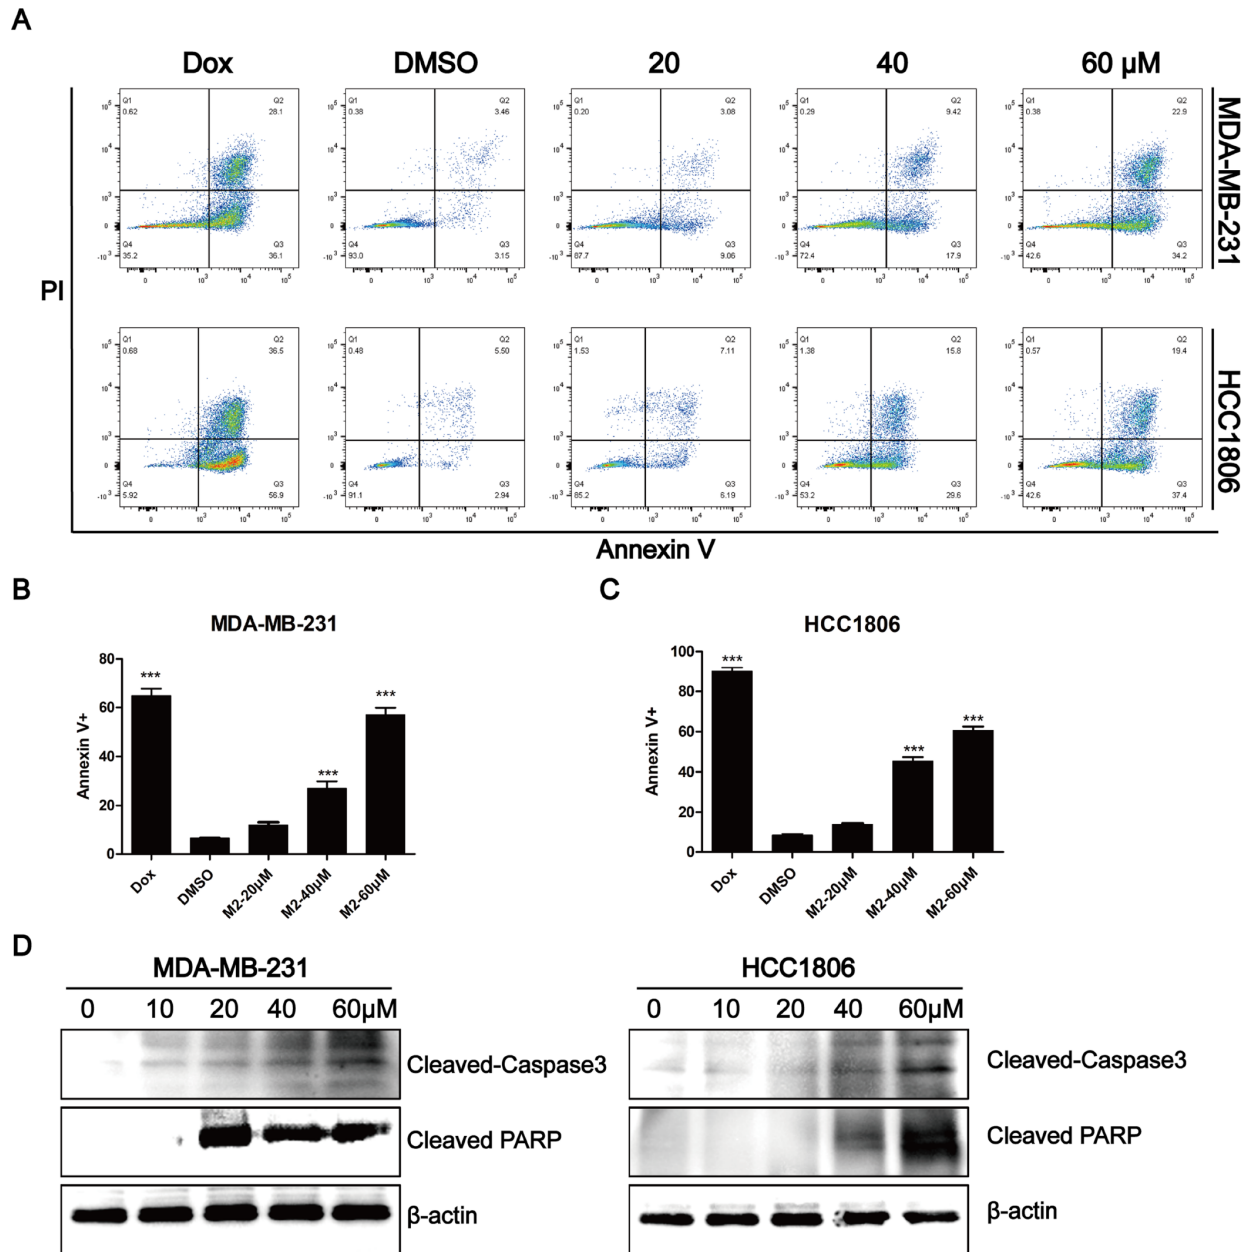 A
Dox DMSO 20 40 60 µM
Q1 0.62 Q2 28.1 Q4 35.2 Q3 36.1
Q1 0.38 Q2 3.46 Q4 93.0 Q3 3.15
Q1 0.20 Q2 3.08 Q4 87.7 Q3 9.06
Q1 0.29 Q2 9.42 Q4 72.4 Q3 17.9
Q1 0.38 Q2 22.9 Q4 42.6 Q3 34.2
MDA-MB-231
PI
Q1 0.68 Q2 36.5 Q4 5.92 Q3 56.9
Q1 0.48 Q2 5.50 Q4 91.1 Q3 2.94
Q1 1.53 Q2 7.11 Q4 85.2 Q3 6.19
Q1 1.38 Q2 15.8 Q4 53.2 Q3 29.6
Q1 0.57 Q2 19.4 Q4 42.6 Q3 37.4
HCC1806
Annexin V
B
MDA-MB-231
Annexin V+
80
60
40
20
0
*** *** ***
Dox DMSO M2-20µM M2-40µM M2-60µM
C
HCC1806
Annexin V+
100
80
60
40
20
0
*** *** ***
Dox DMSO M2-20µM M2-40µM M2-60µM
D
MDA-MB-231
0 10 20 40 60µM
Cleaved-Caspase3
Cleaved PARP
β-actin
HCC1806
0 10 20 40 60µM
Cleaved-Caspase3
Cleaved PARP
β-actin